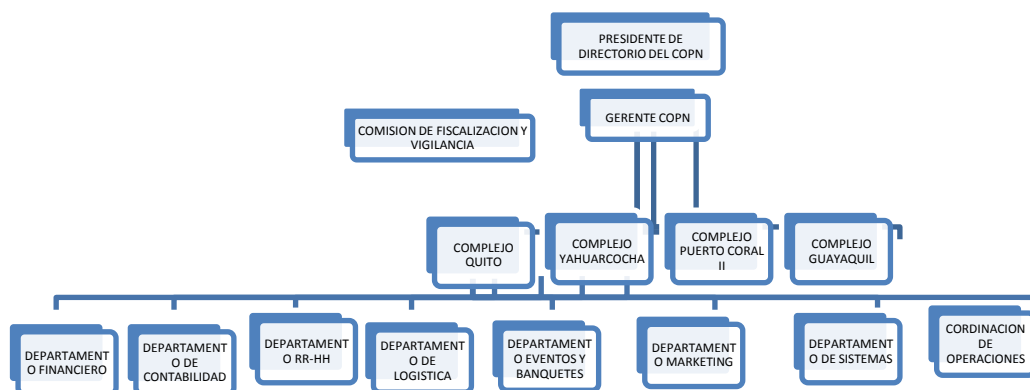 PRESIDENTE DE
DIRECTORIO DEL COPN
GERENTE COPN
COMISION DE FISCALIZACION Y
VIGILANCIA
COMPLEJO
QUITO
COMPLEJO
YAHUARCOCHA
COMPLEJO
PUERTO CORAL
II
COMPLEJO
GUAYAQUIL
DEPARTAMENT
O FINANCIERO
DEPARTAMENT
O DE
CONTABILIDAD
DEPARTAMENT
O RR-HH
DEPARTAMENT
O DE
LOGISTICA
DEPARTAMENT
O EVENTOS Y
BANQUETES
DEPARTAMENT
O MARKETING
DEPARTAMENT
O DE SISTEMAS
CORDINACION
DE
OPERACIONES